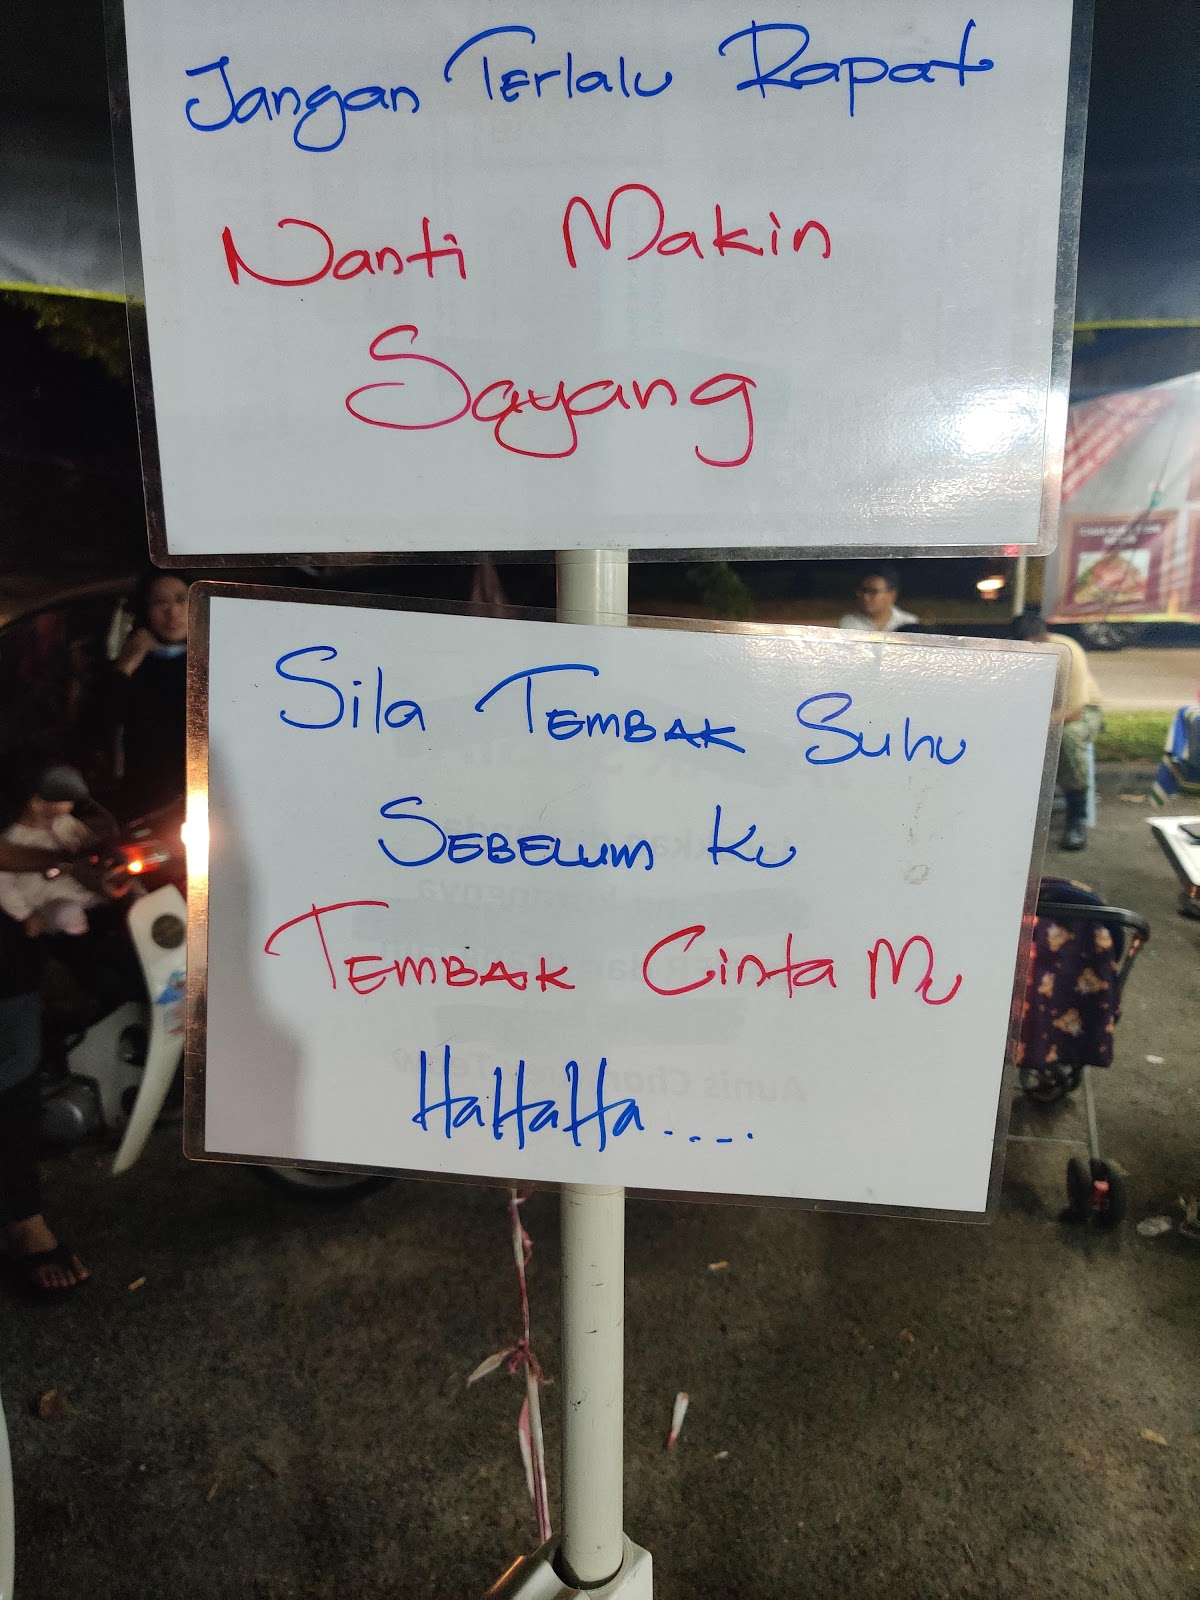 Jangan Terlalu Rapat
Nanti Makin
Sayang
Sila TEMBAK Suhu
SEBELUM Ku
TEMBAK Cinta Mu
HaHaHa.....